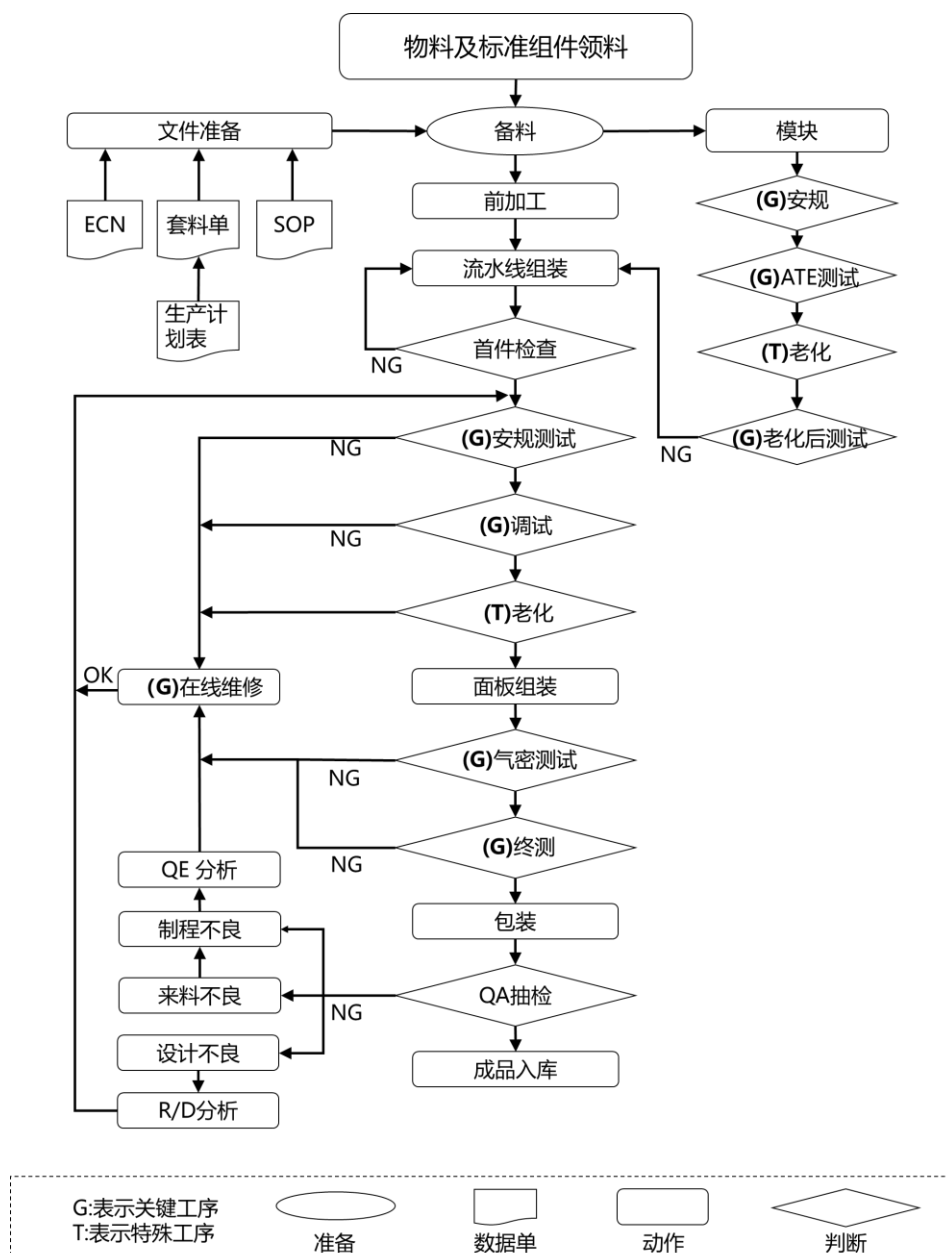 物料及标准组件领料
文件准备
备料
模块
ECN
套料单
SOP
前加工
(G)安规
生产计
划表
流水线组装
(G)ATE测试
首件检查
NG
(T)老化
(G)安规测试
NG
(G)老化后测试
NG
(G)调试
NG
(T)老化
OK
(G)在线维修
面板组装
(G)气密测试
NG
(G)终测
NG
QE 分析
包装
制程不良
来料不良
QA抽检
NG
设计不良
成品入库
R/D分析
G:表示关键工序
T:表示特殊工序
准备
数据单
动作
判断